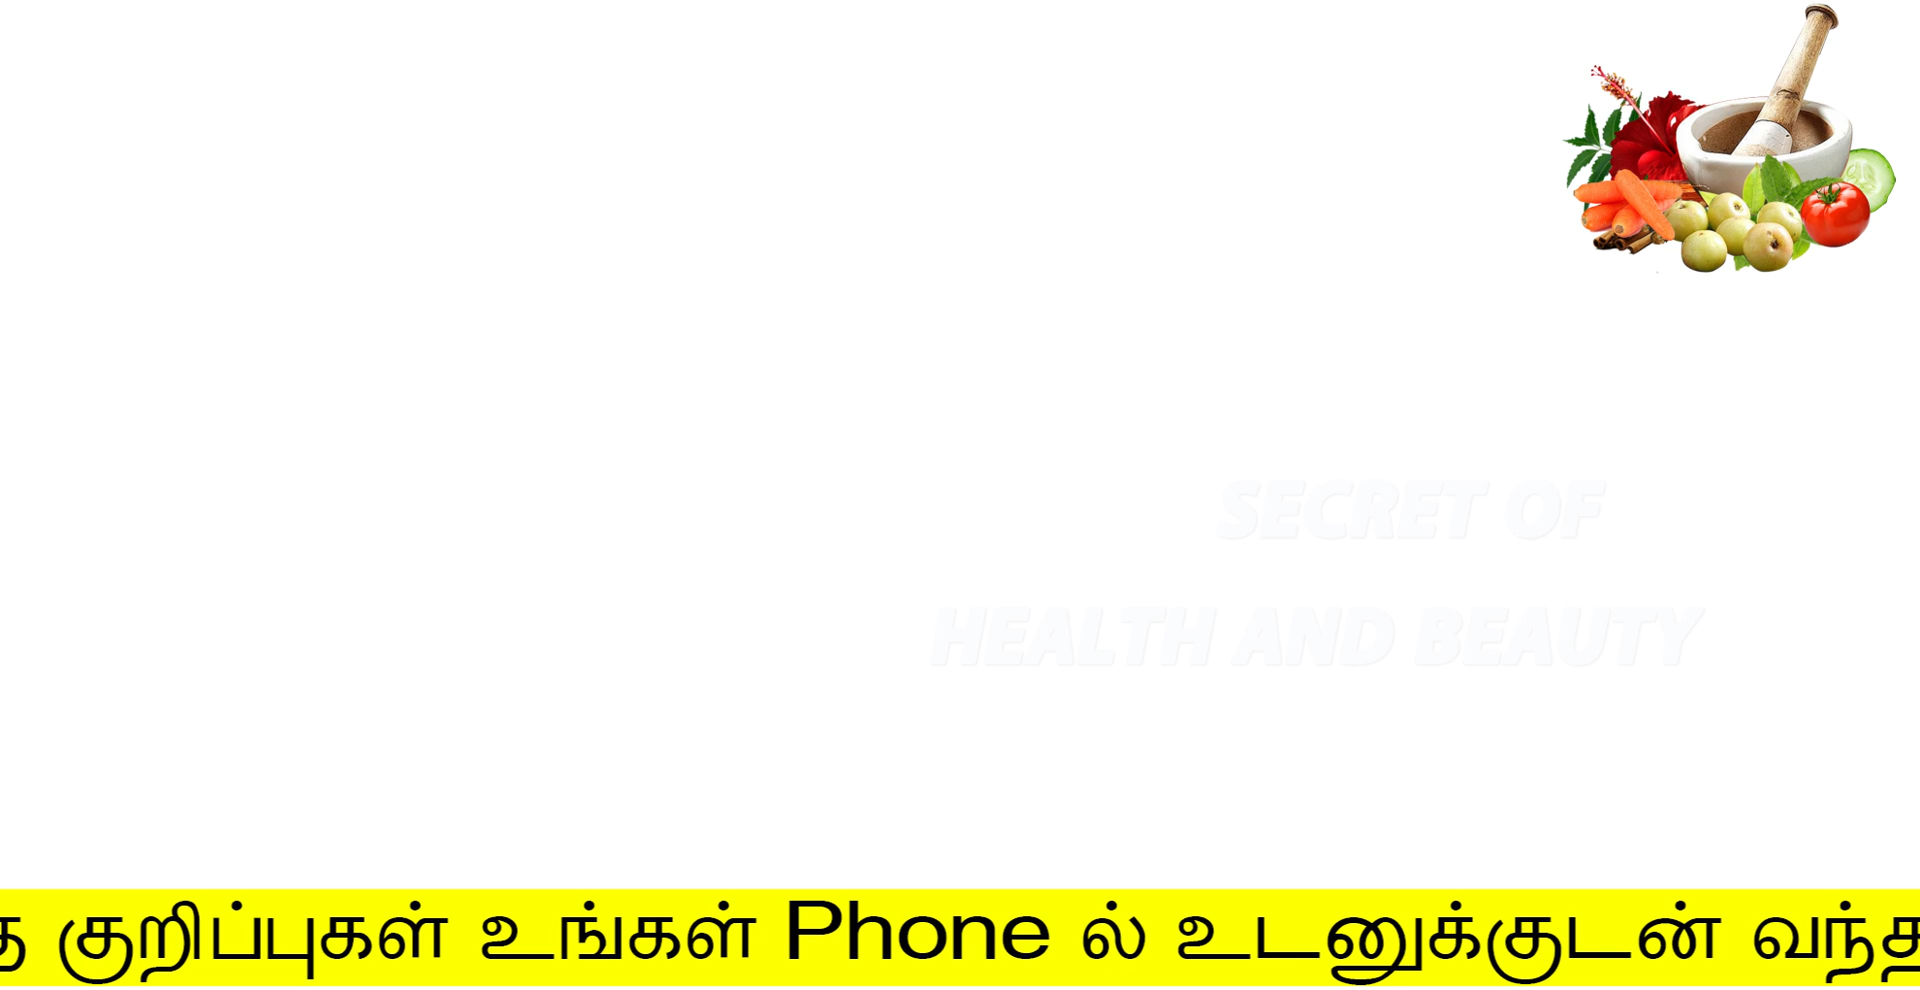 SECRET OF
HEALTH AND BEAUTY
குறிப்புகள் உங்கள் Phone ல் உடனுக்குடன்